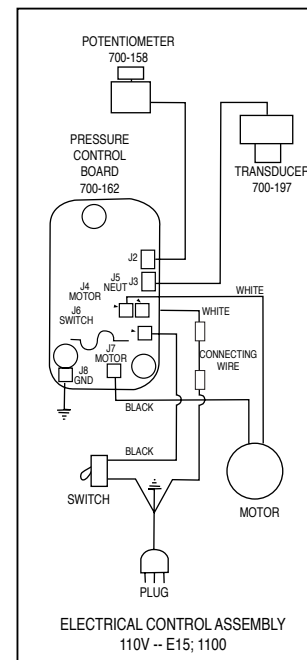 POTENTIOMETER
700-158
PRESSURE
CONTROL
BOARD
700-162
TRANSDUCER
700-197
J2
J5
NEUT
J3
J4
MOTOR
J6
SWITCH
WHITE
WHITE
J7
MOTOR
J8
GND
CONNECTING
WIRE
BLACK
BLACK
SWITCH
MOTOR
PLUG
ELECTRICAL CONTROL ASSEMBLY
110V -- E15; 1100